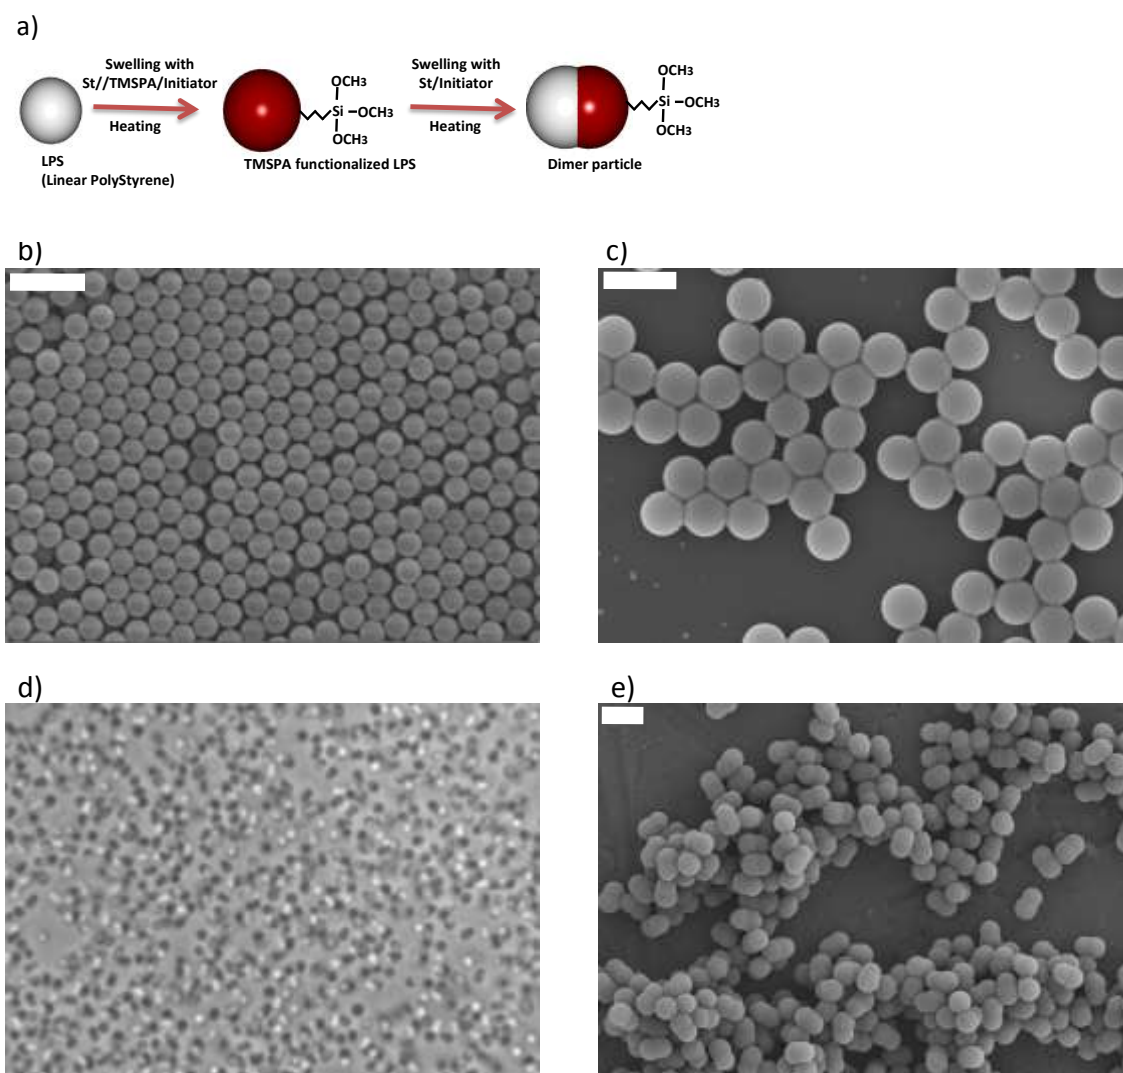 a)
Swelling with
St//TMSPA/Initiator
Heating
LPS
(Linear PolyStyrene)
OCH3
Si
OCH3
OCH3
TMSPA functionalized LPS
Swelling with
St/Initiator
Heating
OCH3
Si
OCH3
OCH3
Dimer particle
b)
c)
d)
e)